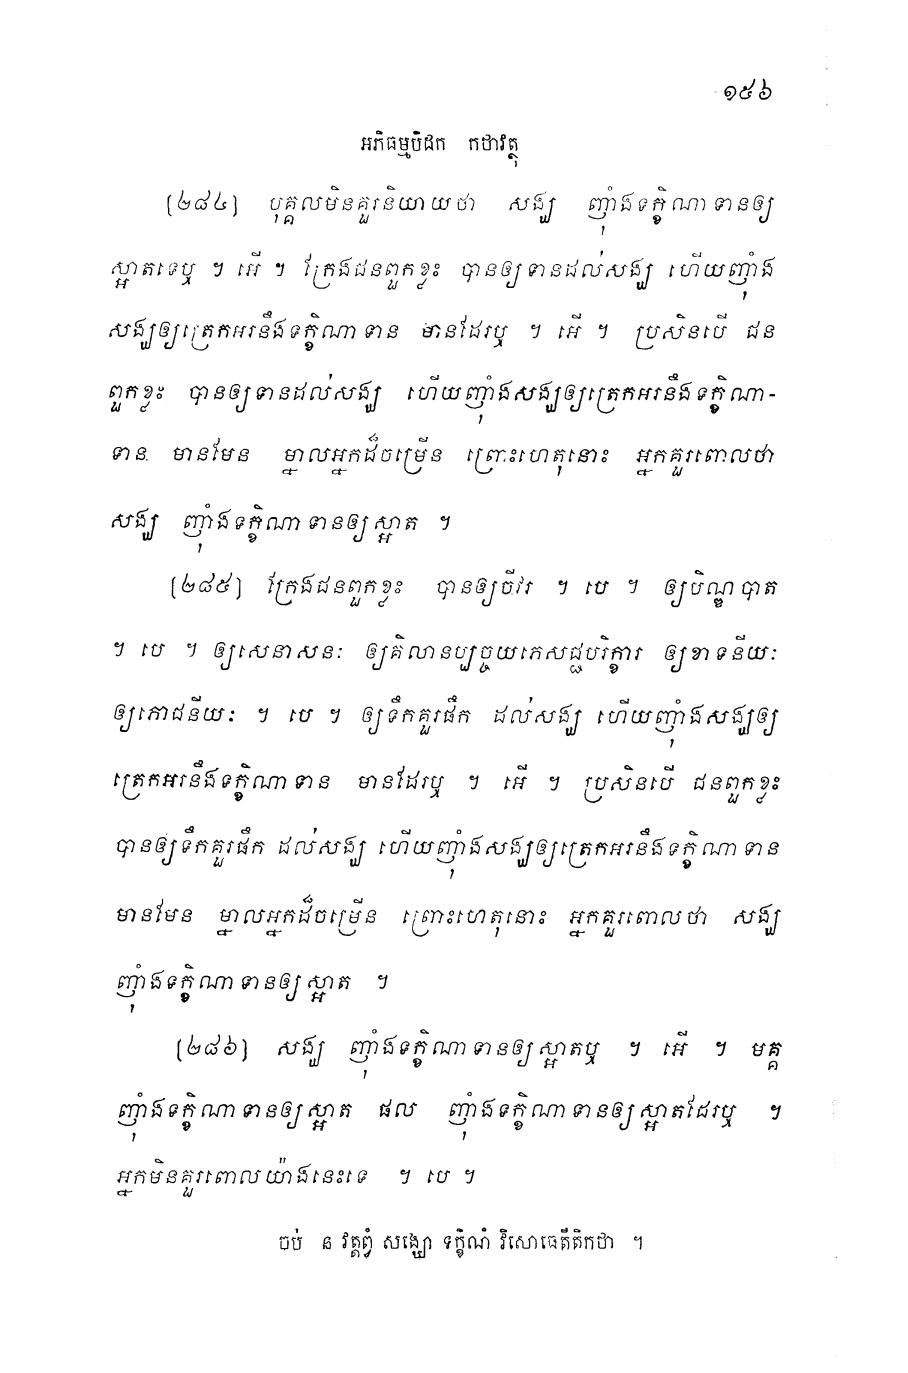 ១៥៦
អភិធម្មបិដក កថាវត្ថុ
[២៨៤] បុគ្គលមិនគួរនិយាយថា សង្ឃ ញុំាងទក្ខិណាទានឲ្យ
ស្អាតទេឬ ។ អើ ។ ក្រែងជនពួកខ្លះ បានឲ្យទានដល់សង្ឃ ហើយញុំាង
សង្ឃឲ្យត្រេកអរនឹងទក្ខិណាទាន មានដែរឬ ។ អើ ។ ប្រសិនបើ ជន
ពួកខ្លះ បានឲ្យទានដល់សង្ឃ ហើយញុំាងសង្ឃឲ្យត្រេកអរនឹងទក្ខិណា-
ទាន មានមែន ម្នាលអ្នកដ៏ចម្រើន ព្រោះហេតុនោះ អ្នកគួរពោលថា
សង្ឃ ញុំាងទក្ខិណាទានឲ្យស្អាត ។
[២៨៥] ក្រែងជនពួកខ្លះ បានឲ្យចីវរ ។ បេ ។ ឲ្យបិណ្ឌបាត
។ បេ ។ ឲ្យសេនាសនៈ ឲ្យគិលានប្បច្ចយភេសជ្ជបរិក្ខារ ឲ្យខាទនីយៈ
ឲ្យភោជនីយៈ ។ បេ ។ ឲ្យទឹកគួរផឹក ដល់សង្ឃ ហើយញុំាងសង្ឃឲ្យ
ត្រេកអរនឹងទក្ខិណាទាន មានដែរឬ ។ អើ ។ ប្រសិនបើ ជនពួកខ្លះ
បានឲ្យទឹកគួរផឹក ដល់សង្ឃ ហើយញុំាងសង្ឃឲ្យត្រេកអរនឹងទក្ខិណាទាន
មានមែន ម្នាលអ្នកដ៏ចម្រើន ព្រោះហេតុនោះ អ្នកគួរពោលថា សង្ឃ
ញុំាងទក្ខិណាទានឲ្យស្អាត ។
[២៨៦] សង្ឃ ញុំាងទក្ខិណាទានឲ្យស្អាតឬ ។ អើ ។ មគ្គ
ញុំាងទក្ខិណាទានឲ្យស្អាត ផល ញុំាងទក្ខិណាទានឲ្យស្អាតដែរឬ ។
អ្នកមិនគួរពោលយ៉ាងនេះទេ ។ បេ ។
ចប់ ន វត្តព្វំ សង្ឃោ ទក្ខិណំ វិសោធេតីតិកថា ។